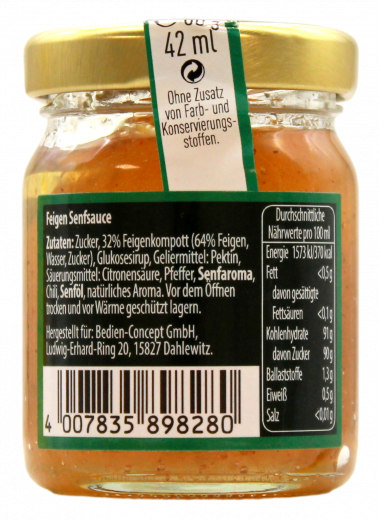 42 ml
Ohne Zusatz
von Farb- und
Konservierungs-
stoffen.
Feigen Senfsauce
Zutaten: Zucker, 32% Feigenkompott (64% Feigen,
Wasser, Zucker), Glukosesirup, Geliermittel: Pektin,
Säuerungsmittel: Citronensäure, Pfeffer, Senfaroma,
Chili, Senföl, natürliches Aroma. Vor dem Öffnen
trocken und vor Wärme geschützt lagern.
Hergestellt für: Bedien-Concept GmbH,
Ludwig-Erhard-Ring 20, 15827 Dahlewitz.
4 007835 898280
Durchschnittliche
Nährwerte pro 100 ml
Energie 1573 kJ/370 kcal
Fett <0,5 g
davon gesättigte
Fettsäuren <0,1 g
Kohlenhydrate 91 g
davon Zucker 90 g
Ballaststoffe 1,3 g
Eiweiß 0,5 g
Salz <0,01 g